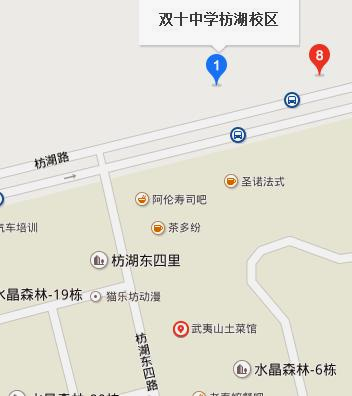 双十中学枋湖校区
1
8
枋湖路
圣诺法式
阿伦寿司吧
汽车培训
茶多纷
枋湖东四里
水晶森林-19栋
猫乐坊动漫
武夷山土菜馆
枋湖东四路
水晶森林-6栋